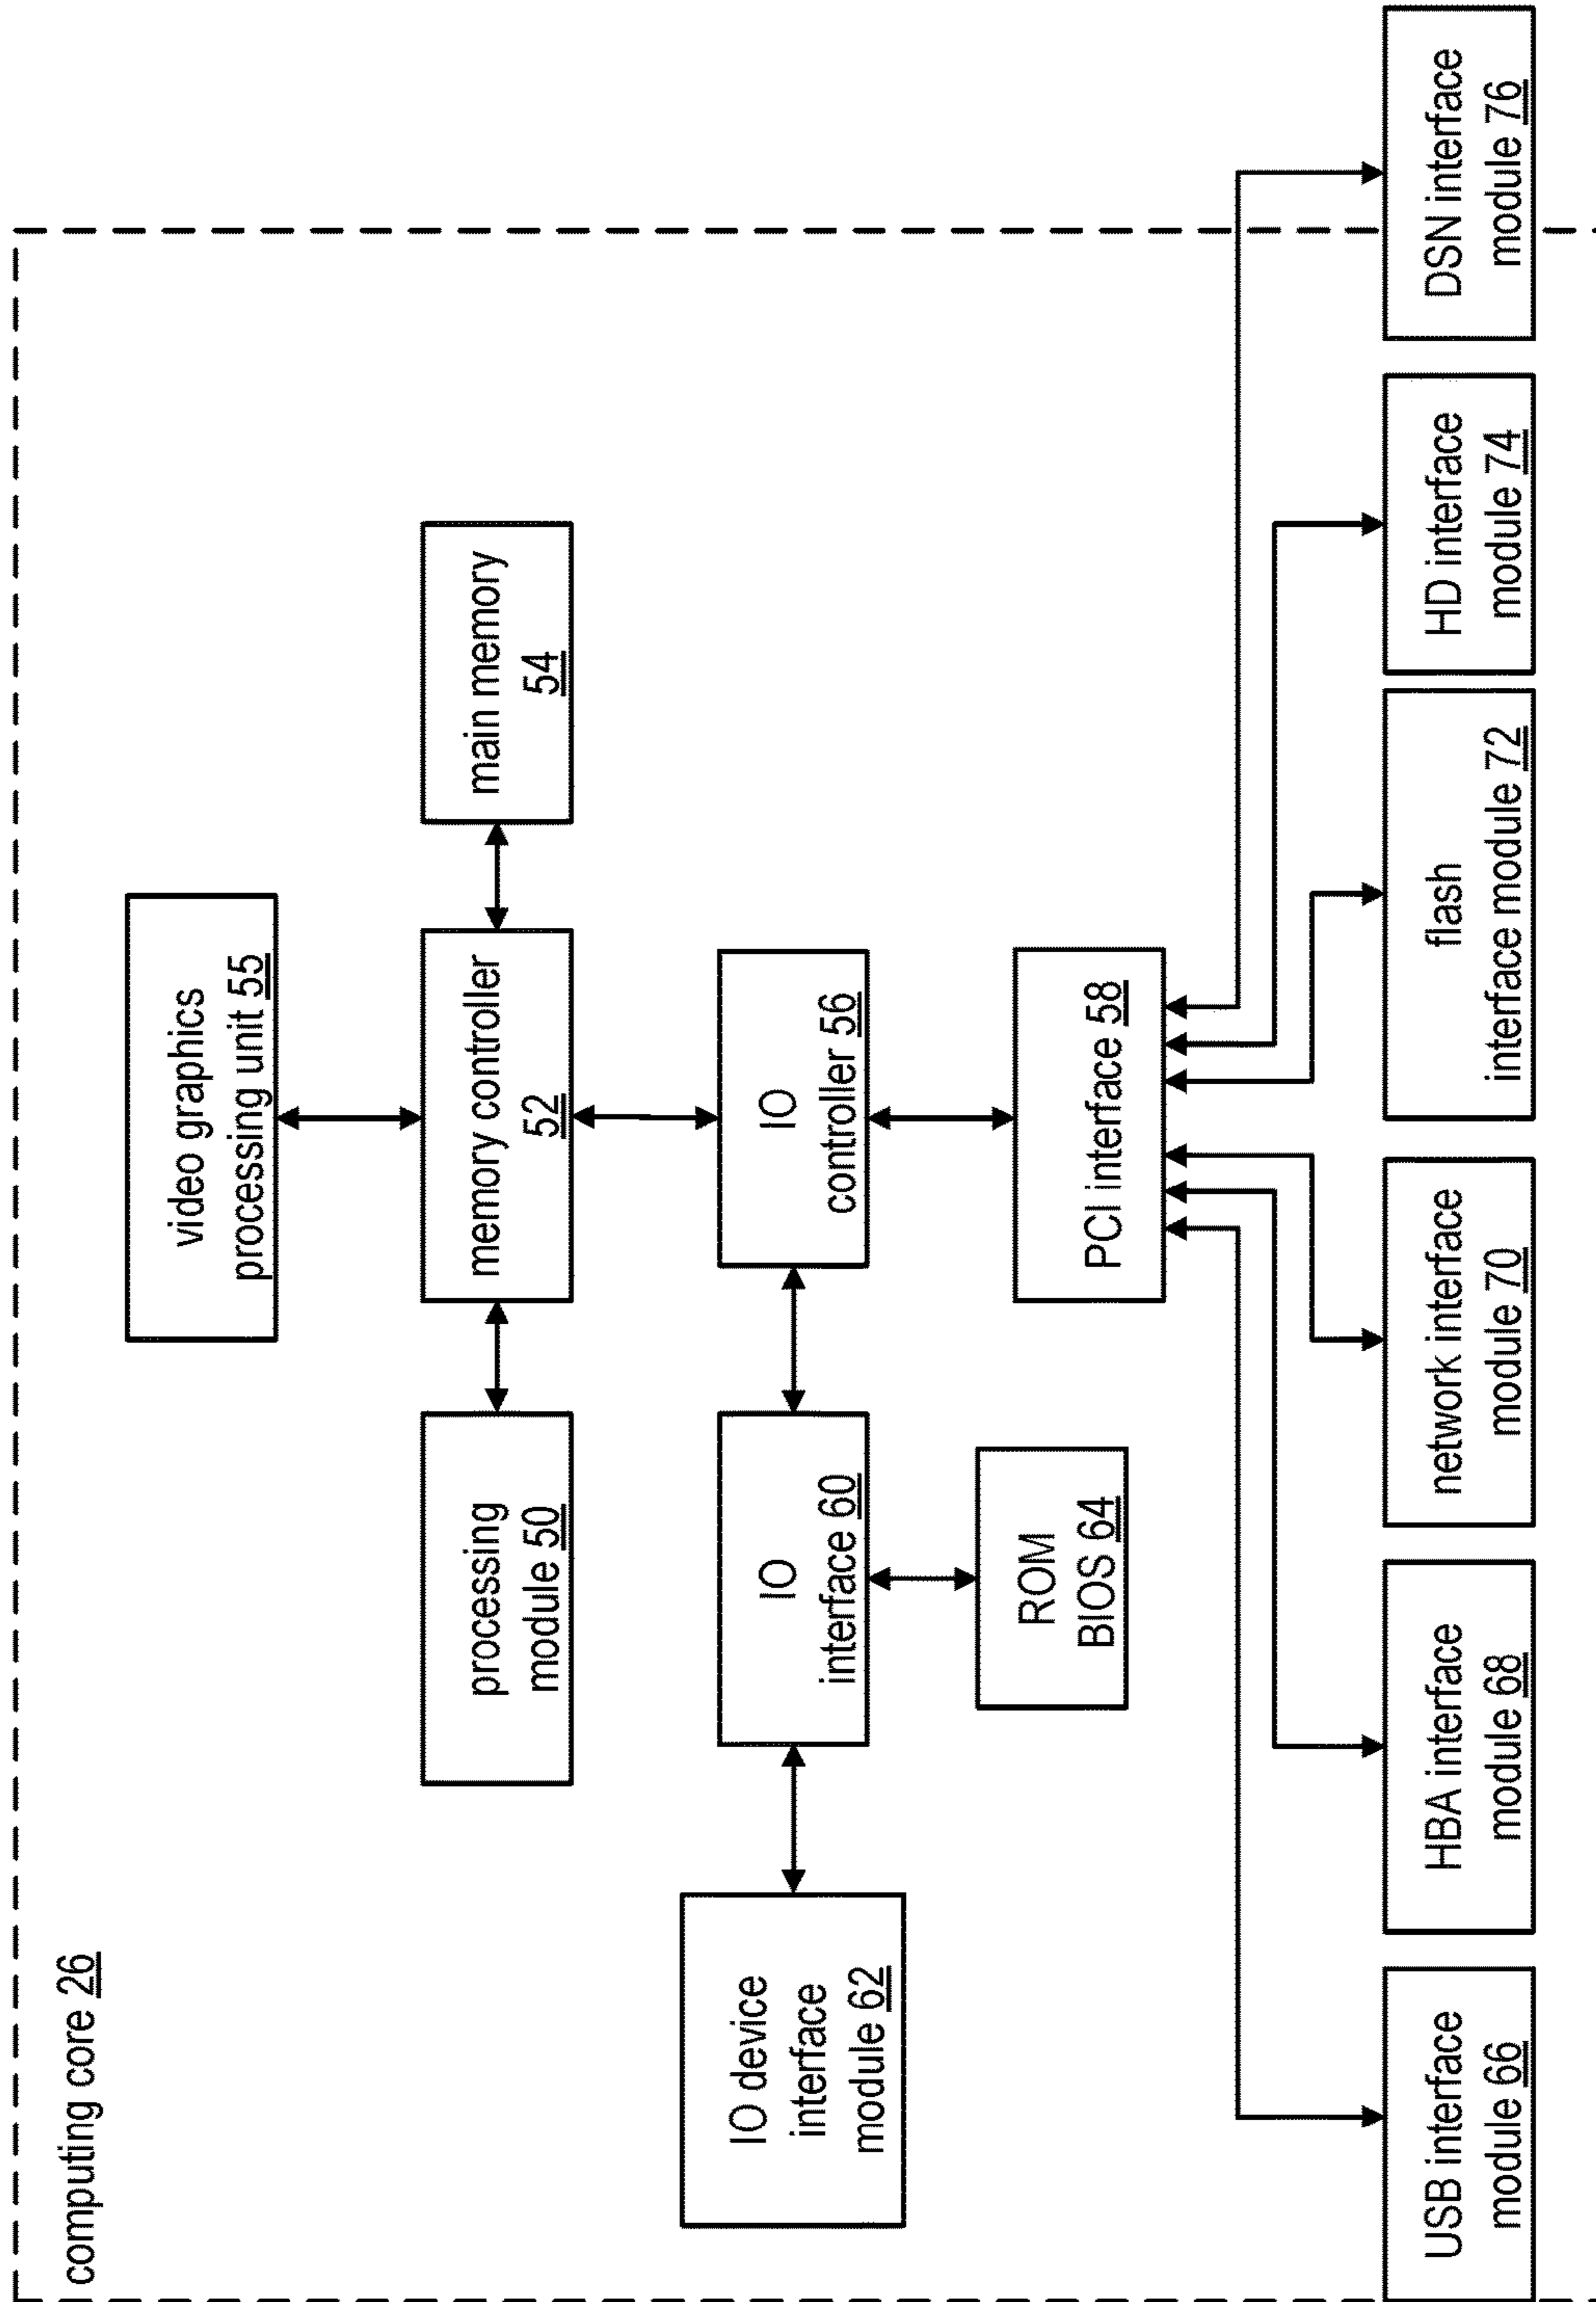 computing core 26
video graphics
processing unit 55
processing
module 50
memory controller
52
main memory
54
IO device
interface
module 62
IO
interface 60
IO
controller 56
ROM
BIOS 64
PCI interface 58
USB interface
module 66
HBA interface
module 68
network interface
module 70
flash
interface module 72
HD interface
module 74
DSN interface
module 76